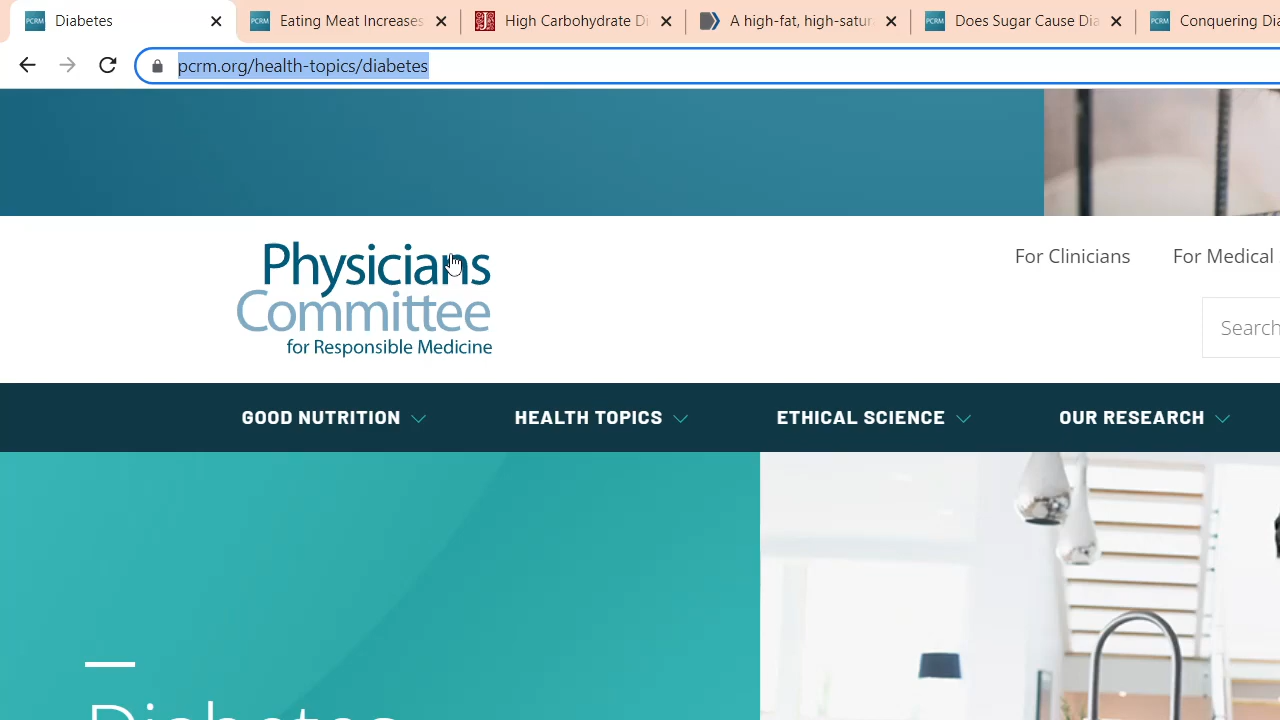 Diabetes
Eating Meat Increases
High Carbohydrate Di
A high-fat, high-satur
Does Sugar Cause Dia
Conquering Dia
pcrm.org/health-topics/diabetes
Physicians
Committee
for Responsible Medicine
For Clinicians
For Medical
Search
GOOD NUTRITION
HEALTH TOPICS
ETHICAL SCIENCE
OUR RESEARCH
Diabetes